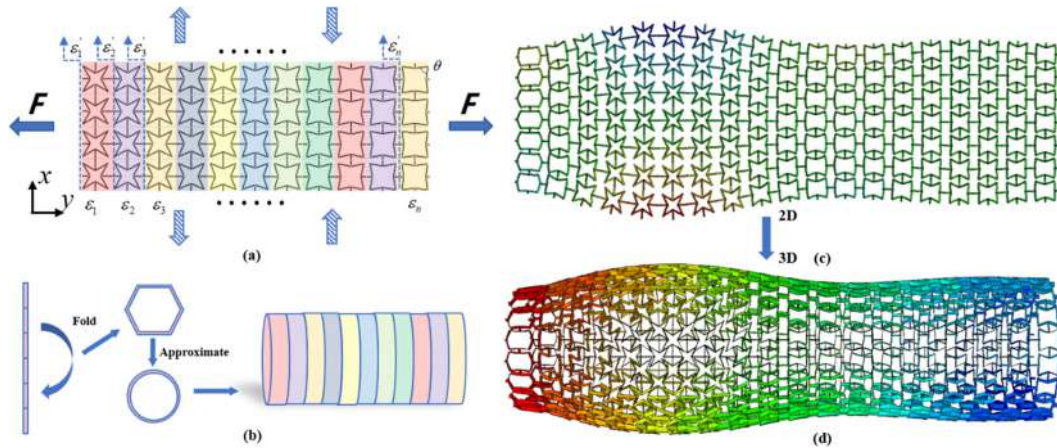 ε₁' ε₂' ε₃' ...... εₙ'
θ
F F
x
y
ε₁ ε₂ ε₃ ...... εₙ
(a)
2D
3D
(c)
Fold
Approximate
(b)
(d)